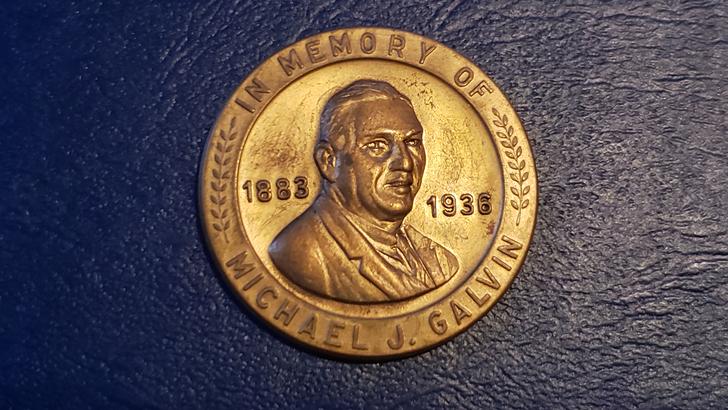 IN MEMORY OF
1883 1936
MICHAEL J. GALVIN